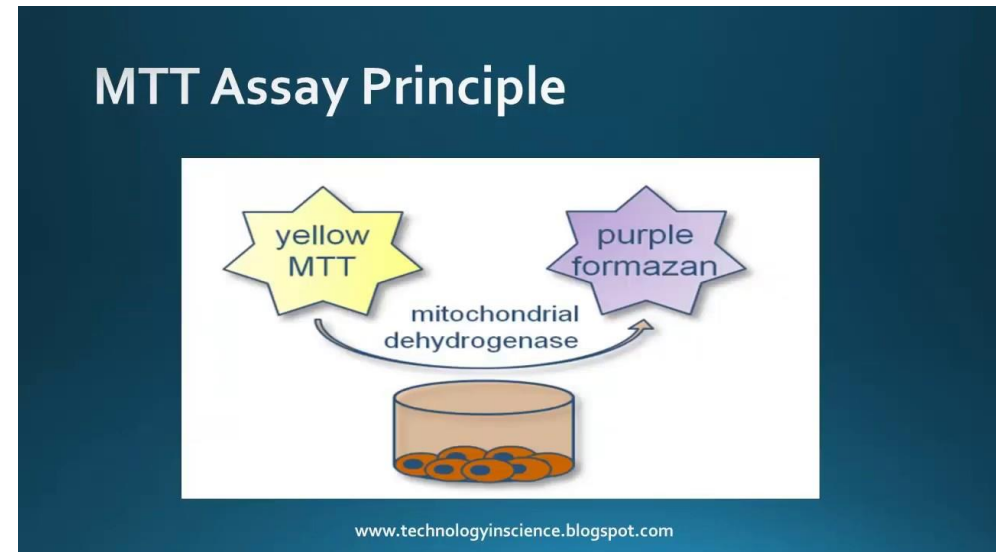 MTT Assay Principle
yellow
MTT
purple
formazan
mitochondrial
dehydrogenase
www.technologyinscience.blogspot.com